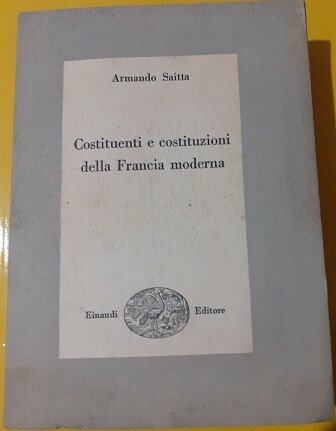 Armando Saitta
Costituenti e costituzioni
della Francia moderna
Einaudi Editore